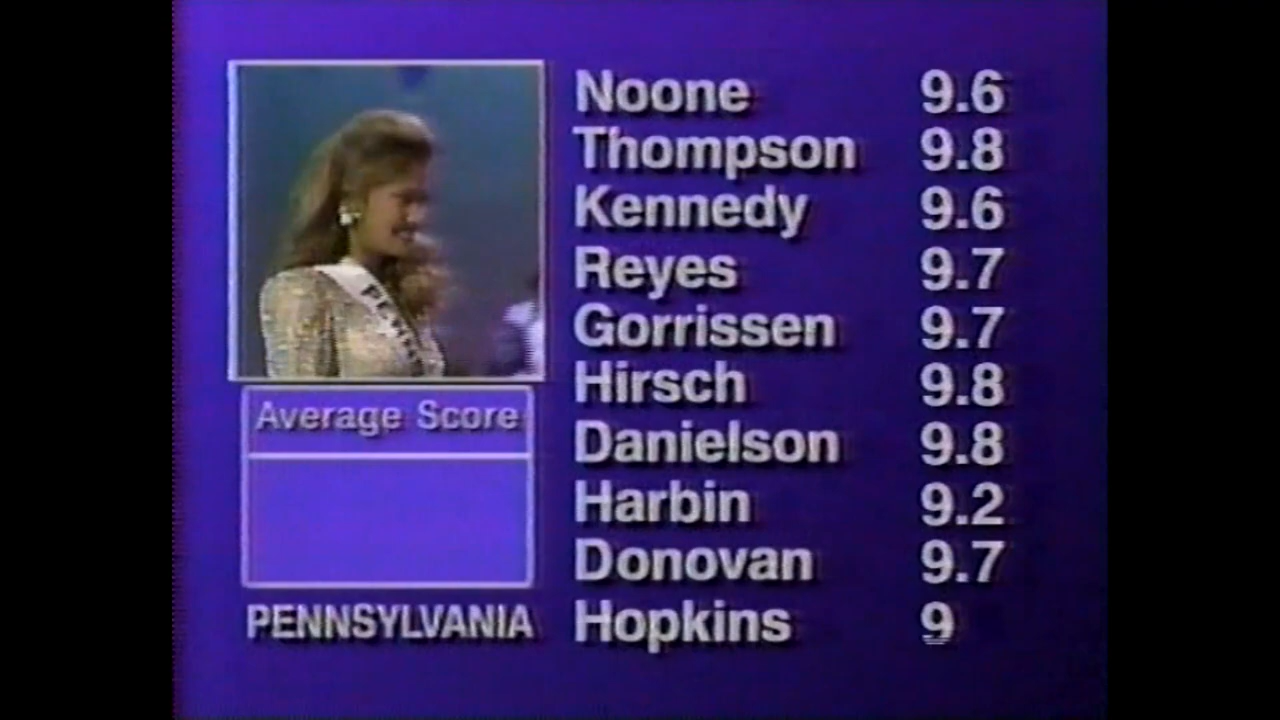 Noone 9.6
Thompson 9.8
Kennedy 9.6
Reyes 9.7
Gorrissen 9.7
Hirsch 9.8
Danielson 9.8
Harbin 9.2
Donovan 9.7
Hopkins 9
Average Score
PENNSYLVANIA